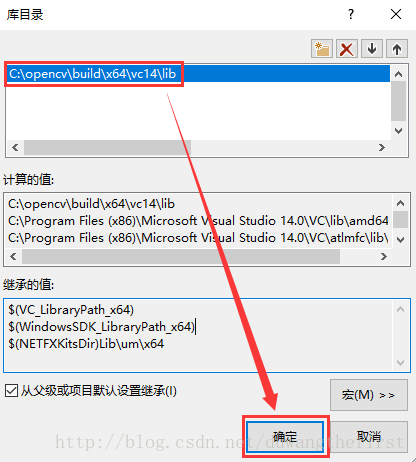 库目录
C:\opencv\build\x64\vc14\lib
计算的值:
C:\opencv\build\x64\vc14\lib
C:\Program Files (x86)\Microsoft Visual Studio 14.0\VC\lib\amd64
C:\Program Files (x86)\Microsoft Visual Studio 14.0\VC\atlmfc\lib\
继承的值:
$(VC_LibraryPath_x64)
$(WindowsSDK_LibraryPath_x64)
$(NETFXKitsDir)Lib\um\x64
从父级或项目默认设置继承(I)
宏(M) >>
确定
取消
http://blog.csdn.net/duwangthefirst